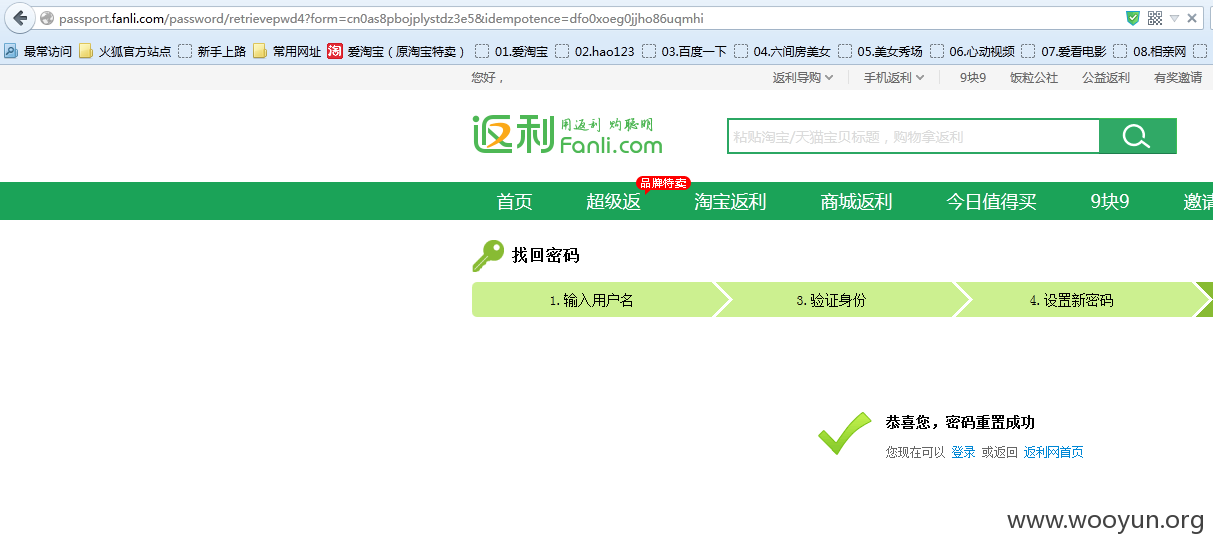 passport.fanli.com/password/retrievepwd4?form=cn0as8pbojplystdz3e5&idempotence=dfo0xoeg0jjho86uqmhi
最常访问 火狐官方站点 新手上路 常用网址 淘 爱淘宝（原淘宝特卖） 01.爱淘宝 02.hao123 03.百度一下 04.六间房美女 05.美女秀场 06.心动视频 07.爱看电影 08.相亲网
您好， 返利导购 手机返利 9块9 饭粒公社 公益返利 有奖邀请
返利 用返利 购聪明
Fanli.com
粘贴淘宝/天猫宝贝标题，购物拿返利
品牌特卖
首页 超级返 淘宝返利 商城返利 今日值得买 9块9 邀请
找回密码
1. 输入用户名 3. 验证身份 4. 设置新密码
恭喜您，密码重置成功
您现在可以 登录 或返回 返利网首页
www.wooyun.org